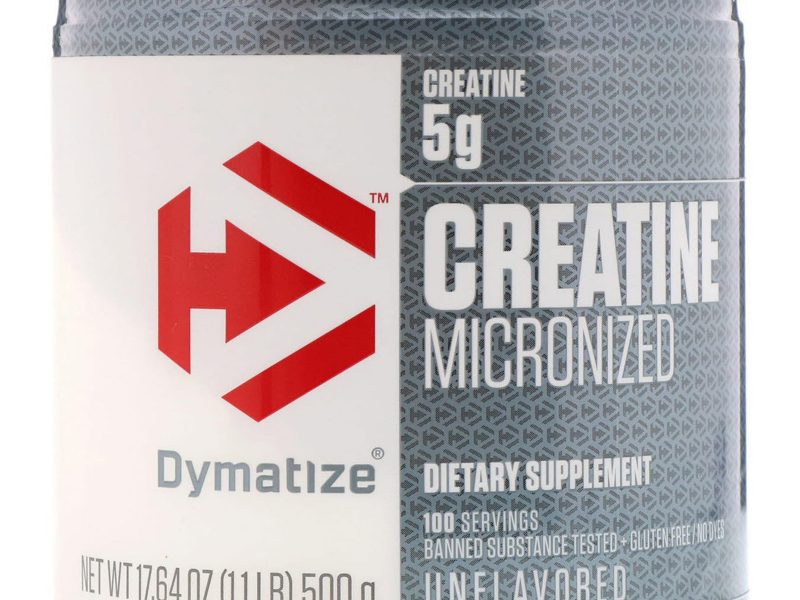 CREATINE
5g
TM
CREATINE
MICRONIZED
Dymatize®
DIETARY SUPPLEMENT
100 SERVINGS
BANNED SUBSTANCE TESTED + GLUTEN FREE / NO DYES
NET WT 17.64 OZ (1.1 LB) 500 g
UNFLAVORED